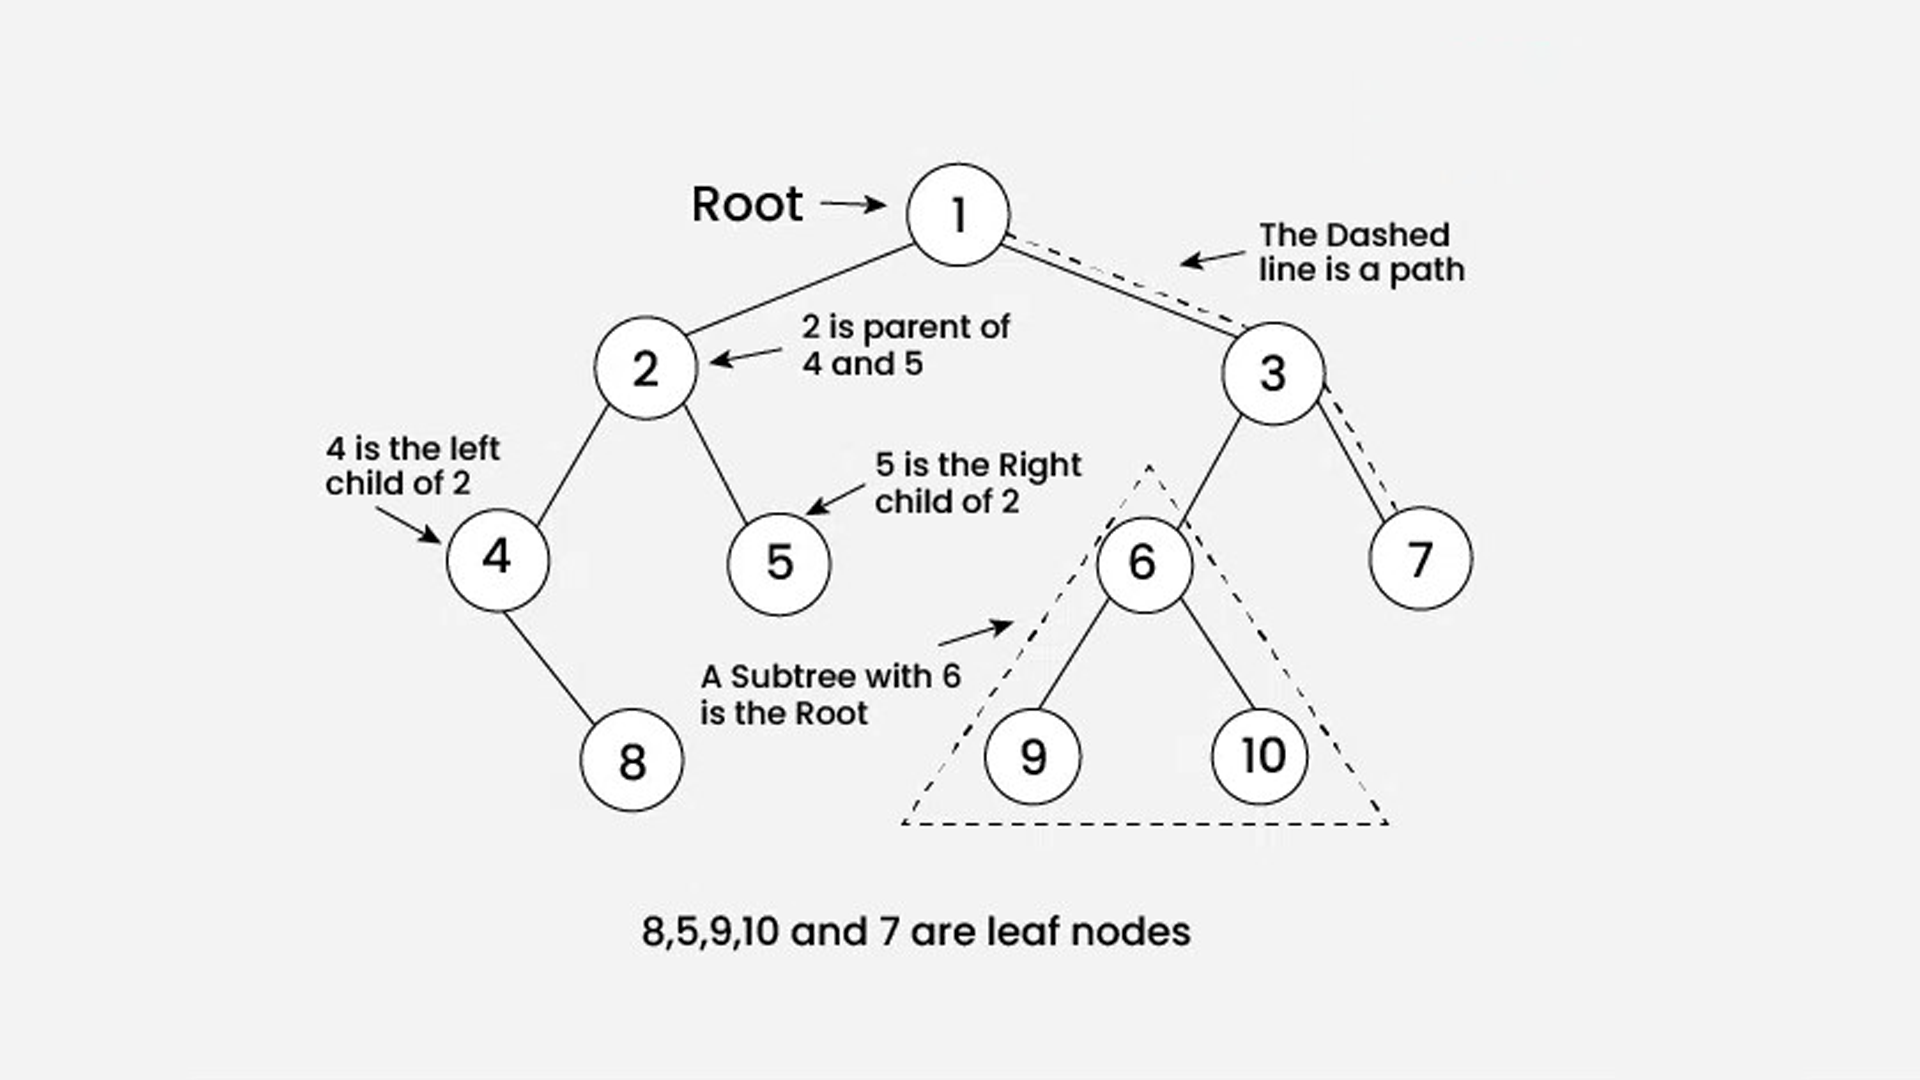 Root
1
The Dashed
line is a path
2 is parent of
4 and 5
2
3
4 is the left
child of 2
5 is the Right
child of 2
4
5
6
7
A Subtree with 6
is the Root
8
9
10
8,5,9,10 and 7 are leaf nodes